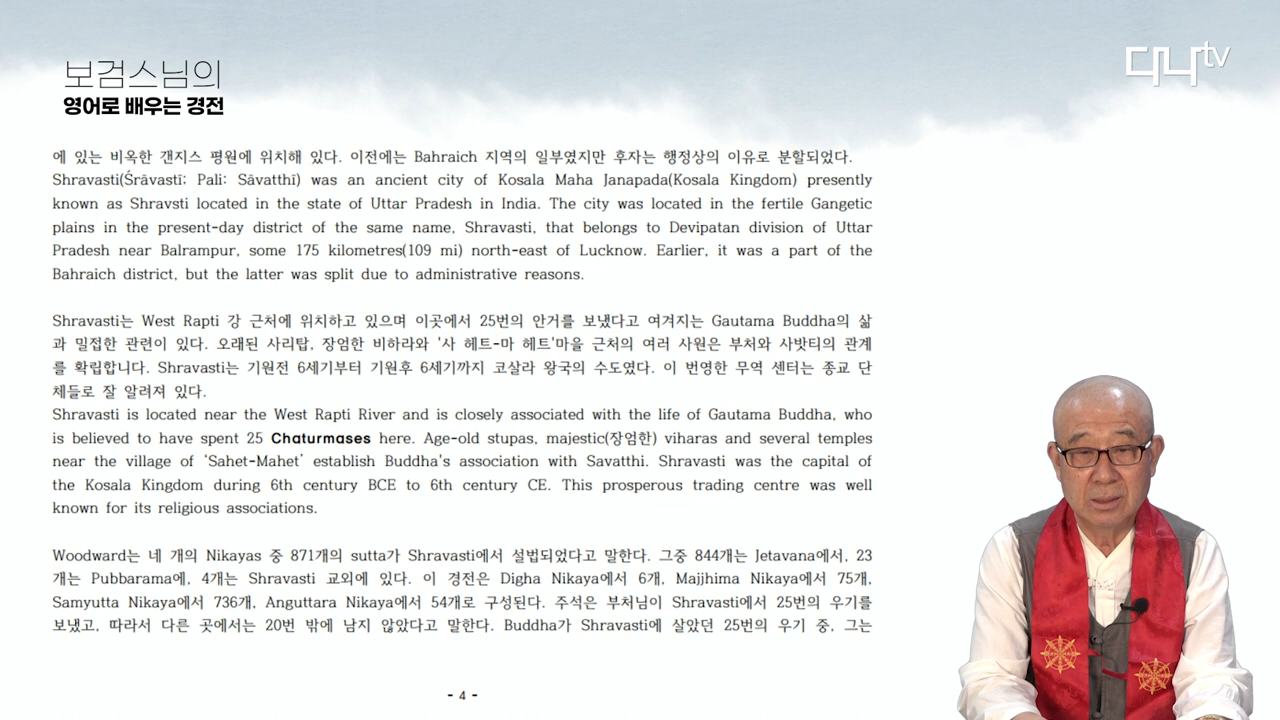 보검스님의
영어로 배우는 경전
디나tv
에 있는 비옥한 갠지스 평원에 위치해 있다. 이전에는 Bahraich 지역의 일부였지만 후자는 행정상의 이유로 분할되었다.
Shravasti(Śrāvastī; Pali: Sāvatthī) was an ancient city of Kosala Maha Janapada(Kosala Kingdom) presently
known as Shravsti located in the state of Uttar Pradesh in India. The city was located in the fertile Gangetic
plains in the present-day district of the same name, Shravasti, that belongs to Devipatan division of Uttar
Pradesh near Balrampur, some 175 kilometres(109 mi) north-east of Lucknow. Earlier, it was a part of the
Bahraich district, but the latter was split due to administrative reasons.
Shravasti는 West Rapti 강 근처에 위치하고 있으며 이곳에서 25번의 안거를 보냈다고 여겨지는 Gautama Buddha의 삶
과 밀접한 관련이 있다. 오래된 사리탑, 장엄한 비하라와 '사 헤트-마 헤트'마을 근처의 여러 사원은 부처와 사밧티의 관계
를 확립합니다. Shravasti는 기원전 6세기부터 기원후 6세기까지 코살라 왕국의 수도였다. 이 번영한 무역 센터는 종교 단
체들로 잘 알려져 있다.
Shravasti is located near the West Rapti River and is closely associated with the life of Gautama Buddha, who
is believed to have spent 25 Chaturmases here. Age-old stupas, majestic(장엄한) viharas and several temples
near the village of ‘Sahet-Mahet’ establish Buddha's association with Savatthi. Shravasti was the capital of
the Kosala Kingdom during 6th century BCE to 6th century CE. This prosperous trading centre was well
known for its religious associations.
Woodward는 네 개의 Nikayas 중 871개의 sutta가 Shravasti에서 설법되었다고 말한다. 그중 844개는 Jetavana에서, 23
개는 Pubbarama에, 4개는 Shravasti 교외에 있다. 이 경전은 Digha Nikaya에서 6개, Majjhima Nikaya에서 75개,
Samyutta Nikaya에서 736개, Anguttara Nikaya에서 54개로 구성된다. 주석은 부처님이 Shravasti에서 25번의 우기를
보냈고, 따라서 다른 곳에서는 20번 밖에 남지 않았다고 말한다. Buddha가 Shravasti에 살았던 25번의 우기 중, 그는
- 4 -